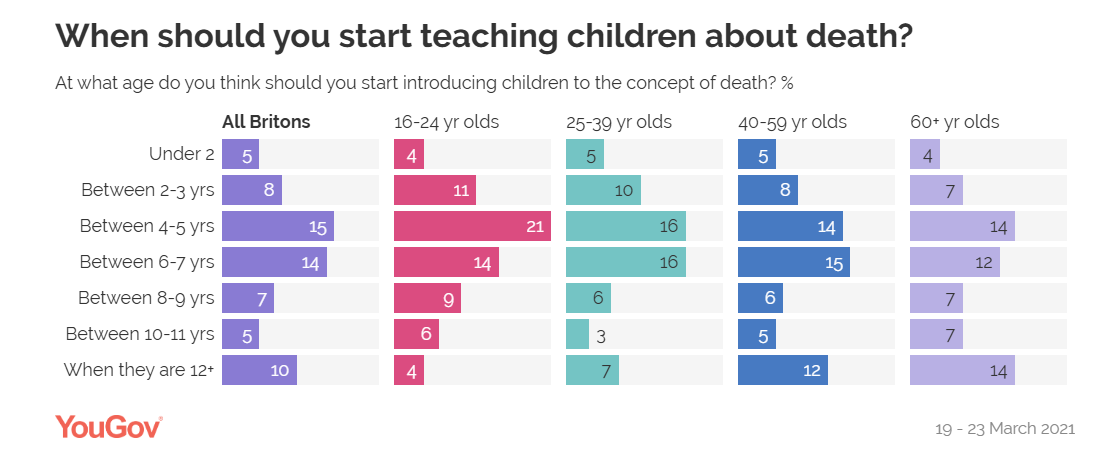 When should you start teaching children about death?
At what age do you think should you start introducing children to the concept of death? %
All Britons 16-24 yr olds 25-39 yr olds 40-59 yr olds 60+ yr olds
Under 2 5 4 5 5 4
Between 2-3 yrs 8 11 10 8 7
Between 4-5 yrs 15 21 16 14 14
Between 6-7 yrs 14 14 16 15 12
Between 8-9 yrs 7 9 6 6 7
Between 10-11 yrs 5 6 3 5 7
When they are 12+ 10 4 7 12 14
YouGov® 19 - 23 March 2021